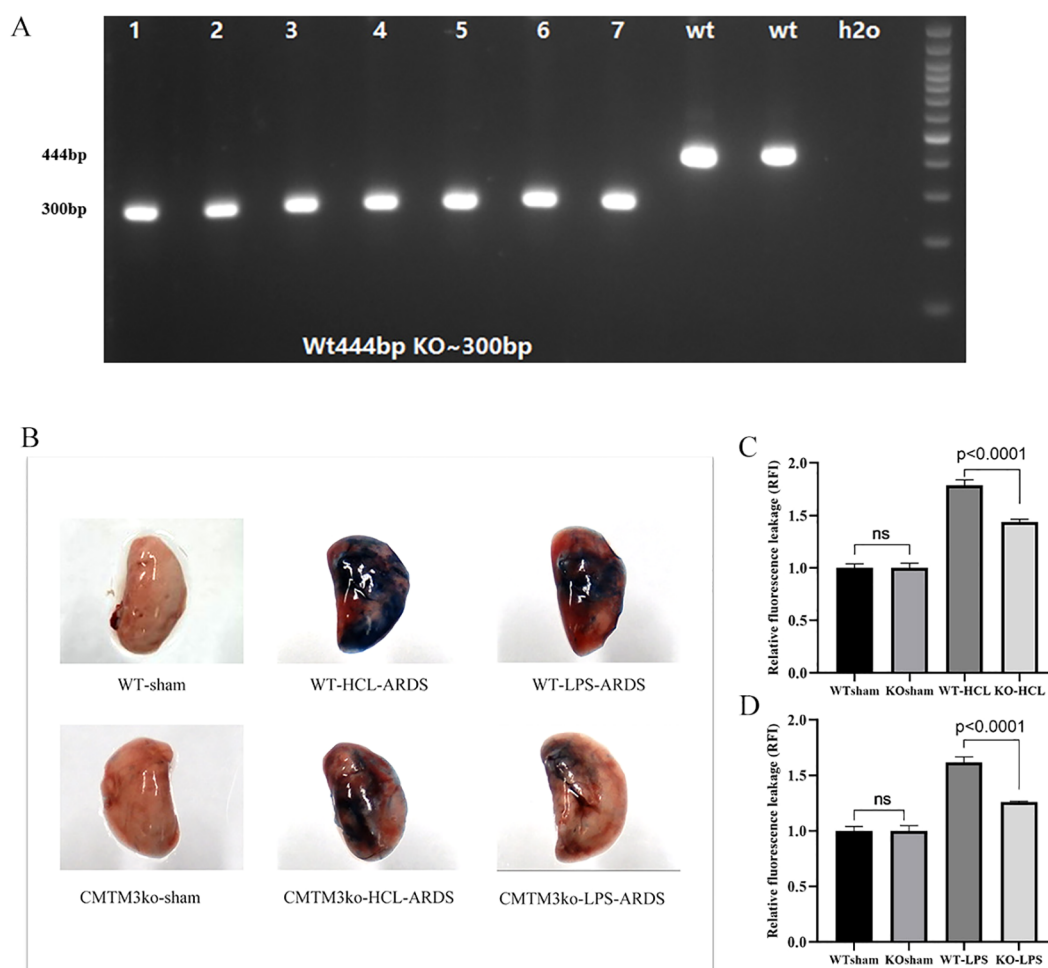 A
1 2 3 4 5 6 7 wt wt h2o
444bp
300bp
Wt444bp KO~300bp
B
WT-sham WT-HCL-ARDS WT-LPS-ARDS
CMTM3ko-sham CMTM3ko-HCL-ARDS CMTM3ko-LPS-ARDS
C
Relative fluorescence leakage (RFI)
2.0
1.5
1.0
0.5
0.0
ns
p<0.0001
WTsham KOsham WT-HCL KO-HCL
D
Relative fluorescence leakage (RFI)
2.0
1.5
1.0
0.5
0.0
ns
p<0.0001
WTsham KOsham WT-LPS KO-LPS